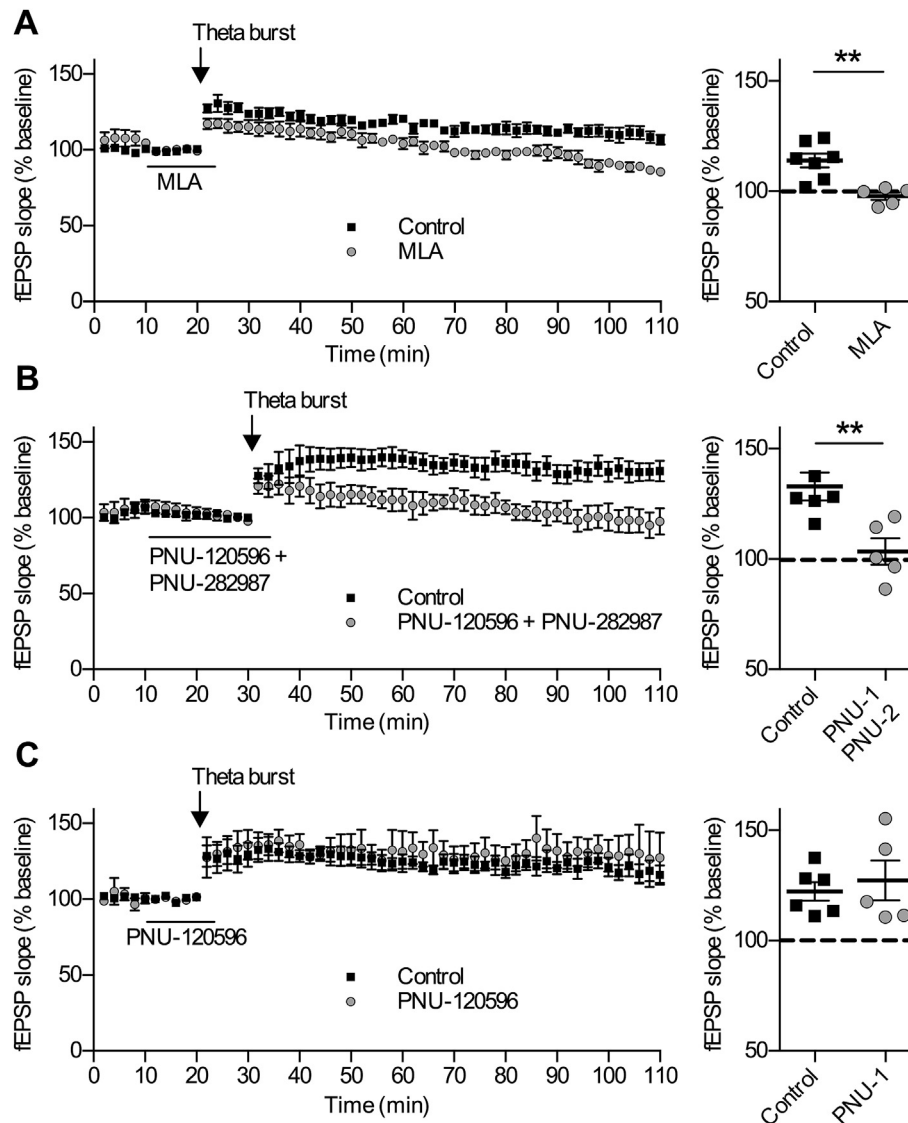 A
Theta burst
fEPSP slope (% baseline)
150
100
50
0
MLA
Control
MLA
0 10 20 30 40 50 60 70 80 90 100 110
Time (min)
fEPSP slope (% baseline)
150
100
50
**
Control
MLA
B
Theta burst
fEPSP slope (% baseline)
150
100
50
0
PNU-120596 +
PNU-282987
Control
PNU-120596 + PNU-282987
0 10 20 30 40 50 60 70 80 90 100 110
Time (min)
fEPSP slope (% baseline)
150
100
50
**
Control
PNU-1
PNU-2
C
Theta burst
fEPSP slope (% baseline)
150
100
50
0
PNU-120596
Control
PNU-120596
0 10 20 30 40 50 60 70 80 90 100 110
Time (min)
fEPSP slope (% baseline)
150
100
50
Control
PNU-1